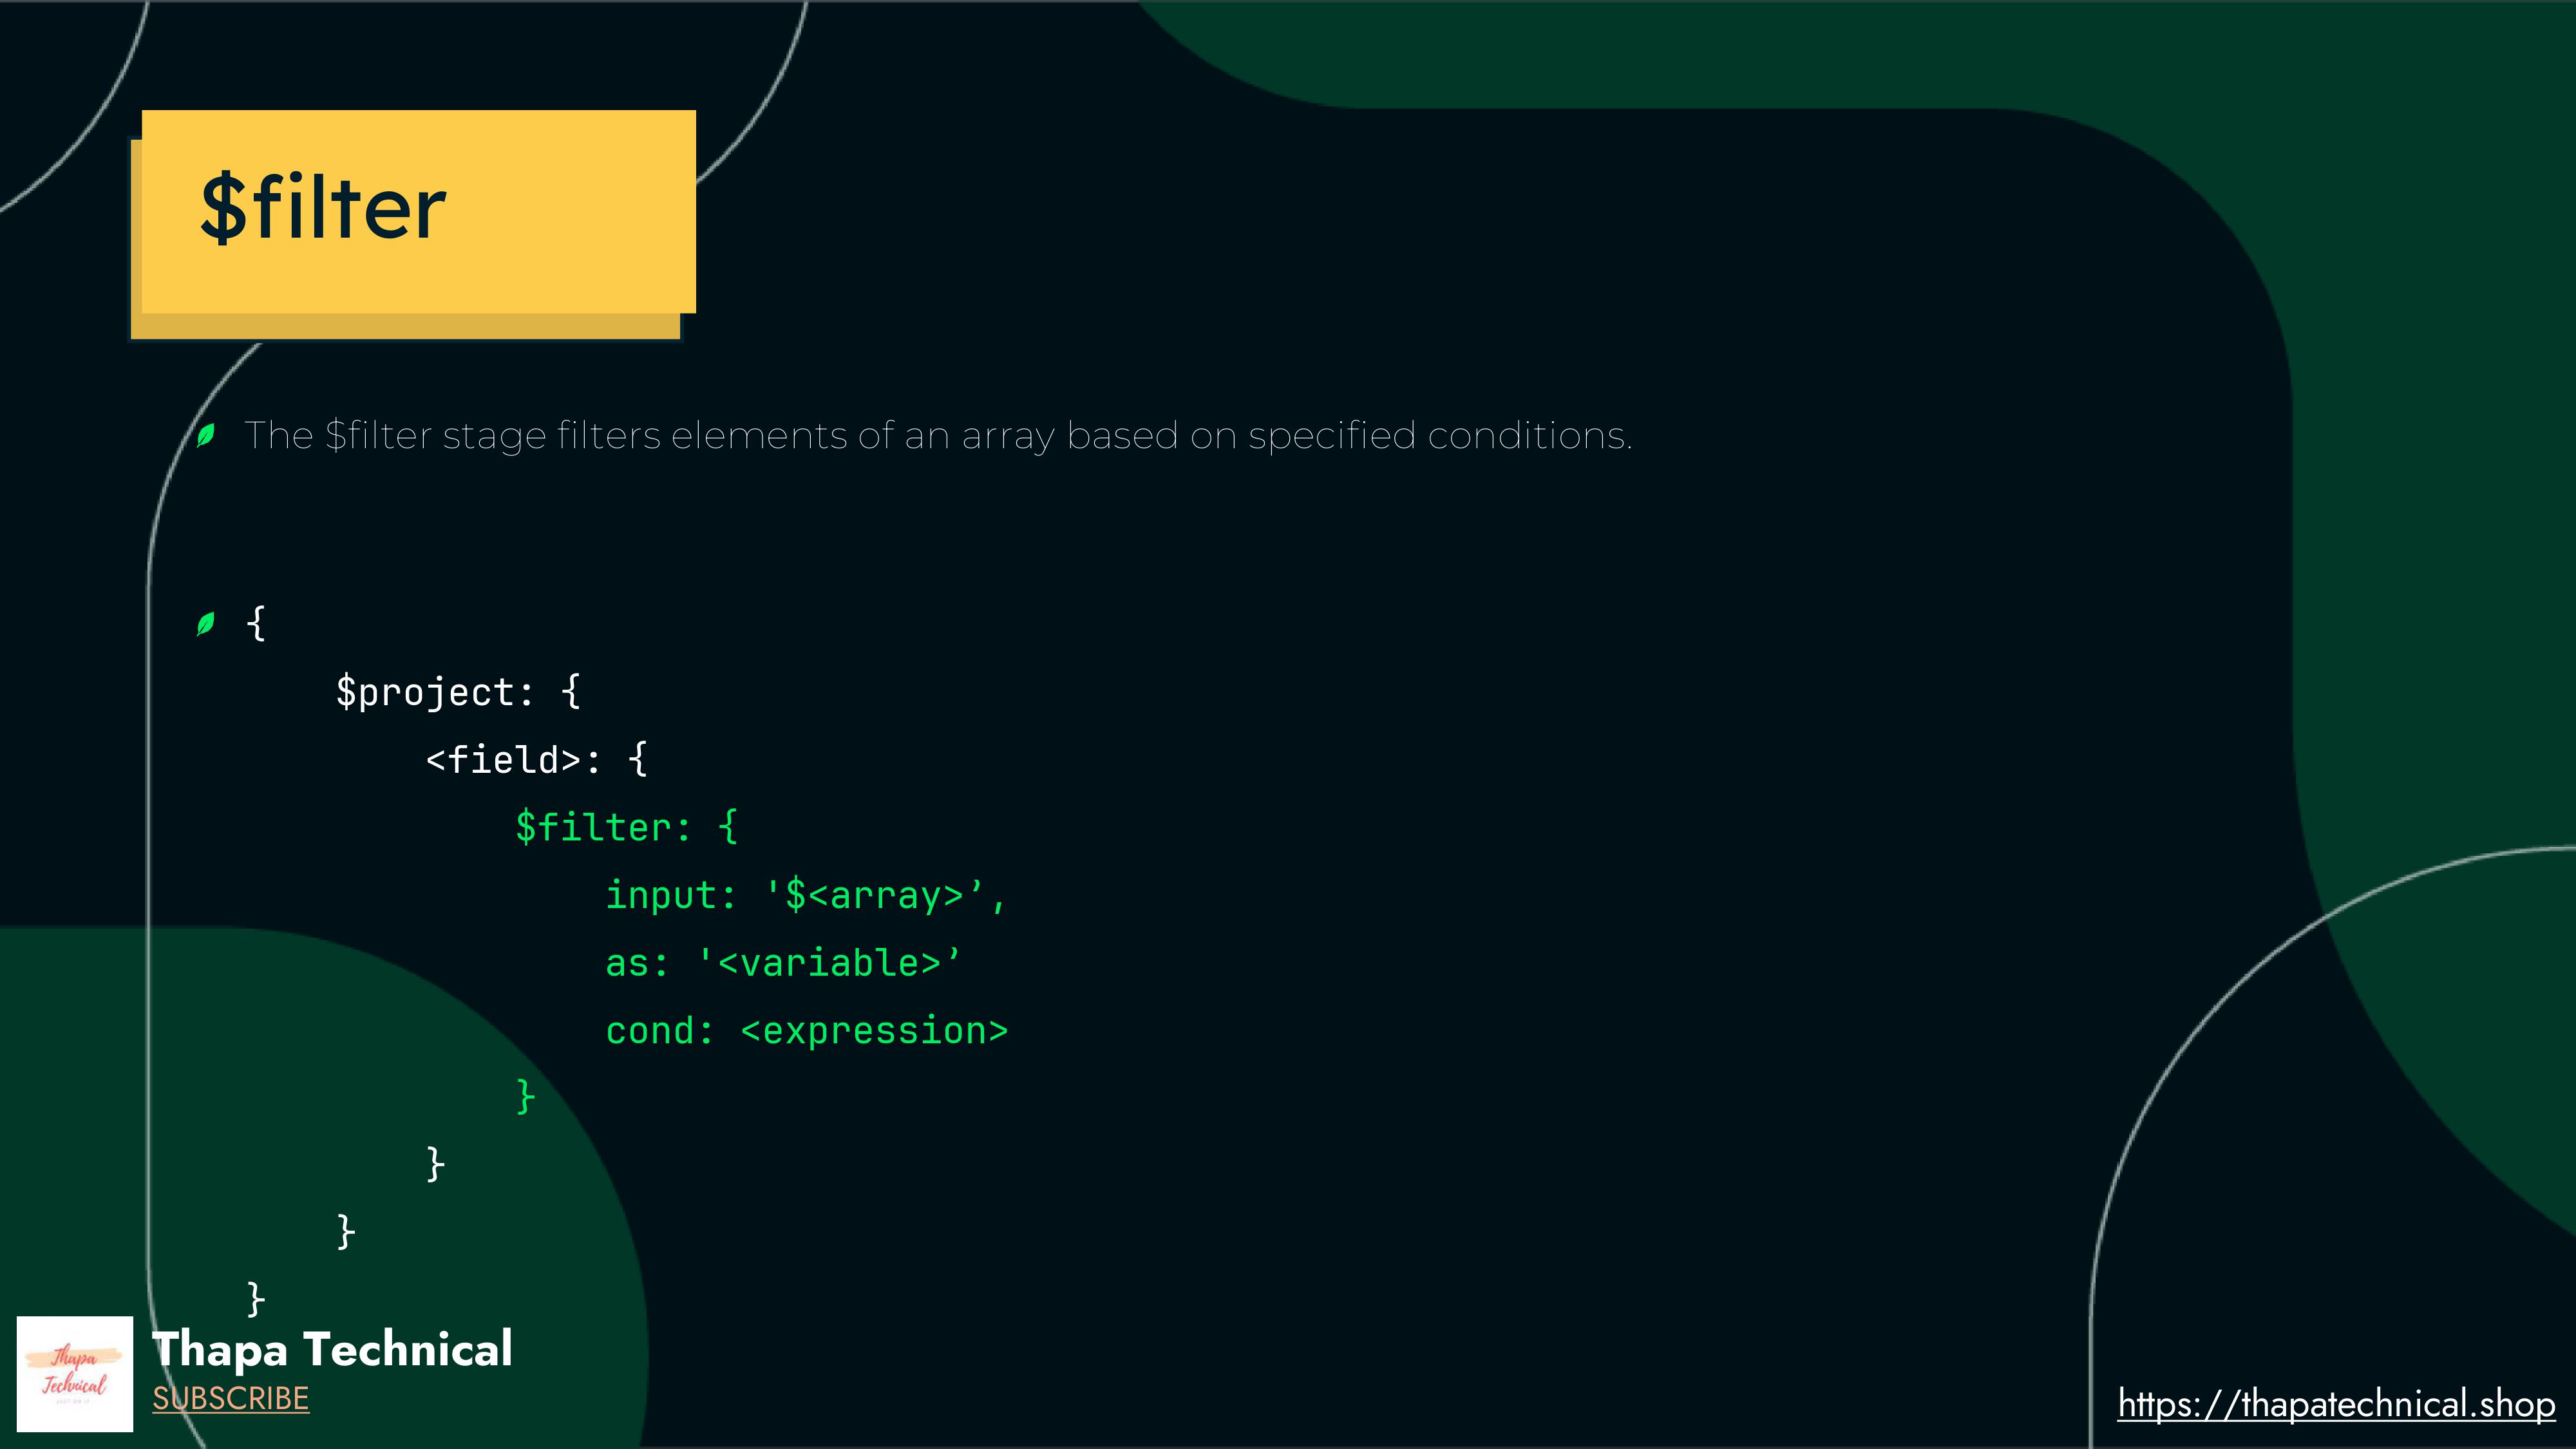 $filter
The $filter stage filters elements of an array based on specified conditions.
{
$project: {
<field>: {
$filter: {
input: '$<array>’,
as: '<variable>’
cond: <expression>
}
}
}
}
Thapa
Technical
Thapa Technical
SUBSCRIBE
https://thapatechnical.shop